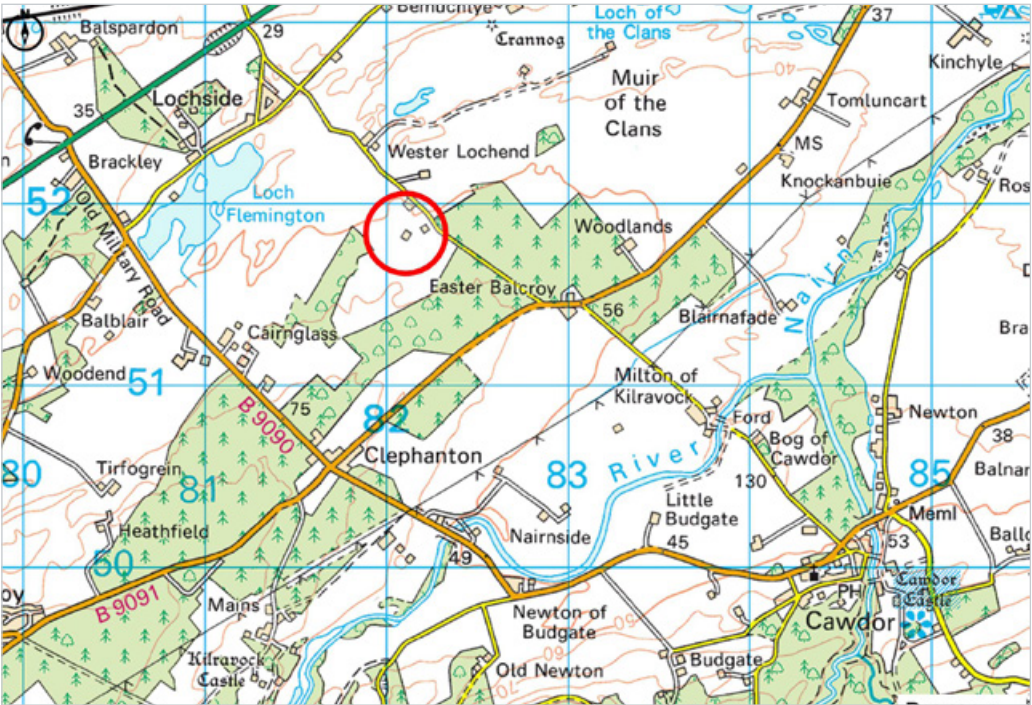 Balspardon
29
Crannog
Loch of
the Clans
37
Kinchyle
Muir
of the
Clans
40
Tomluncart
35
Lochside
Brackley
Wester Lochend
MS
Knockanbuie
52
Loch
Flemington
Old Military Road
Woodlands
Easter Balcroy
56
Blairnafade
Nairn
Balblair
Cairnglass
51
Woodend
B 9090
75
82
Milton of
Kilravock
Ford
Newton
Clephanton
Bog of
Cawdor
38
80
Tirfogrein
81
83
River
130
85
Little
Budgate
Meml
Heathfield
Nairnside
49
45
53
50
B 9091
Mains
Newton of
Budgate
PH
Cawdor
Castle
Cawdor
Kilravock
Castle
Old Newton
Budgate
60
70